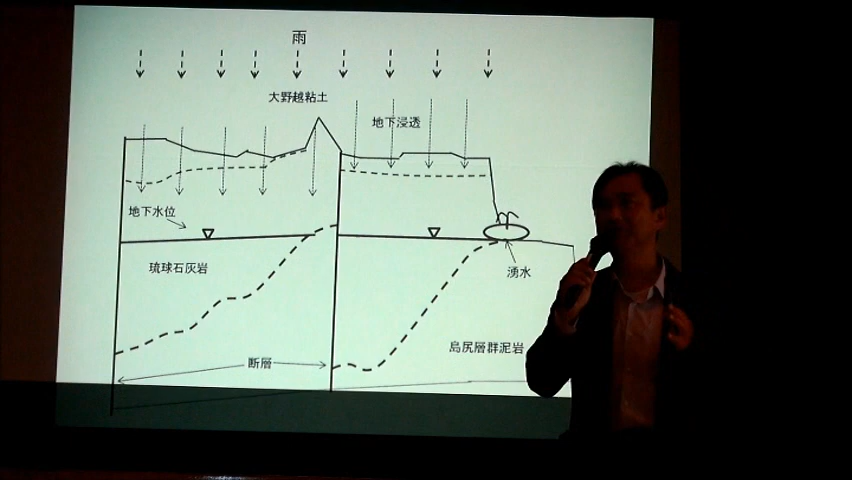 雨
大野越粘土
地下浸透
地下水位
琉球石灰岩
湧水
島尻層群泥岩
断層